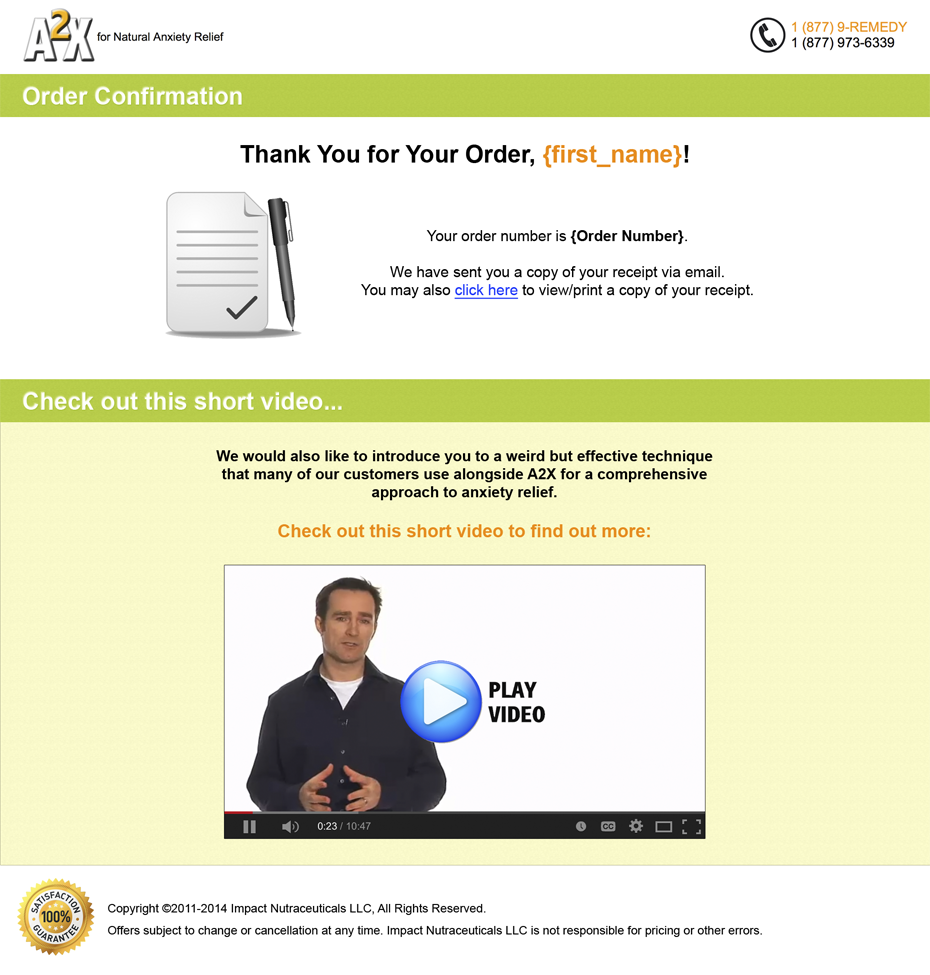 A2X for Natural Anxiety Relief
1 (877) 9-REMEDY
1 (877) 973-6339
Order Confirmation
Thank You for Your Order, {first_name}!
Your order number is {Order Number}.
We have sent you a copy of your receipt via email.
You may also click here to view/print a copy of your receipt.
Check out this short video...
We would also like to introduce you to a weird but effective technique
that many of our customers use alongside A2X for a comprehensive
approach to anxiety relief.
Check out this short video to find out more:
PLAY
VIDEO
0:23 / 10:47
CC
SATISFACTION
100%
GUARANTEE
Copyright ©2011-2014 Impact Nutraceuticals LLC, All Rights Reserved.
Offers subject to change or cancellation at any time. Impact Nutraceuticals LLC is not responsible for pricing or other errors.